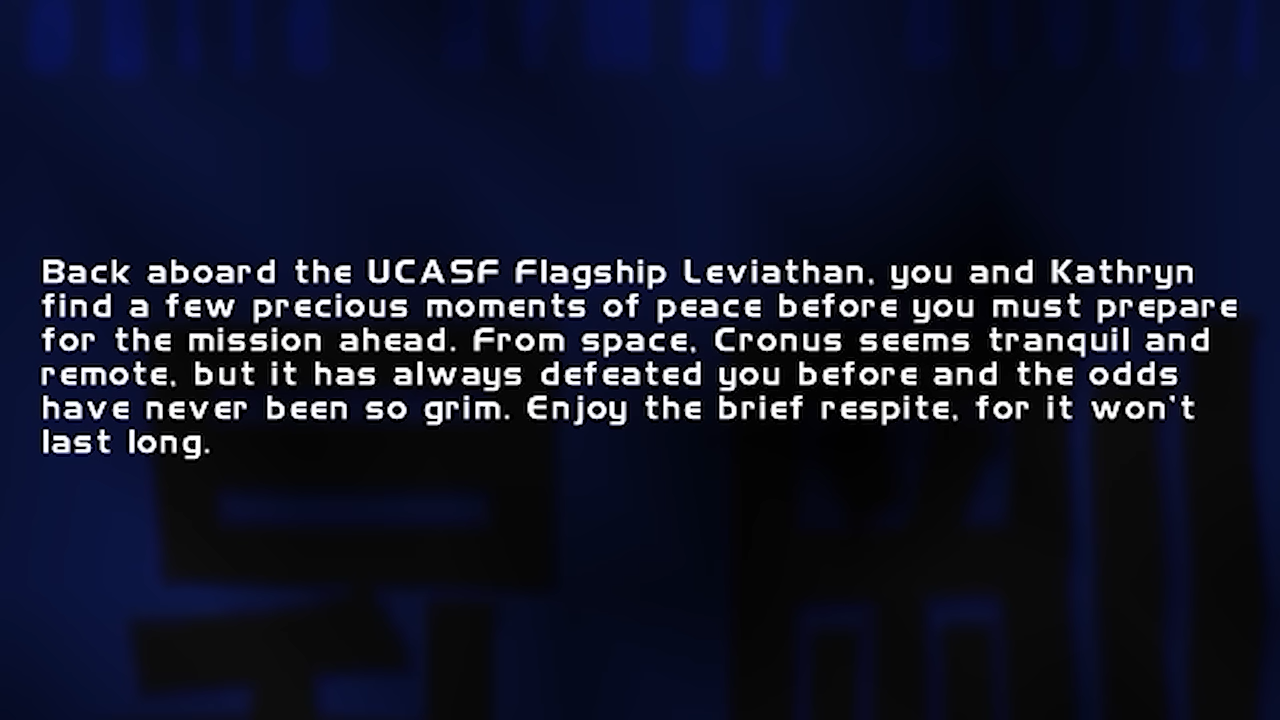 Back aboard the UCASF Flagship Leviathan, you and Kathryn
find a few precious moments of peace before you must prepare
for the mission ahead. From space, Cronus seems tranquil and
remote, but it has always defeated you before and the odds
have never been so grim. Enjoy the brief respite, for it won't
last long.